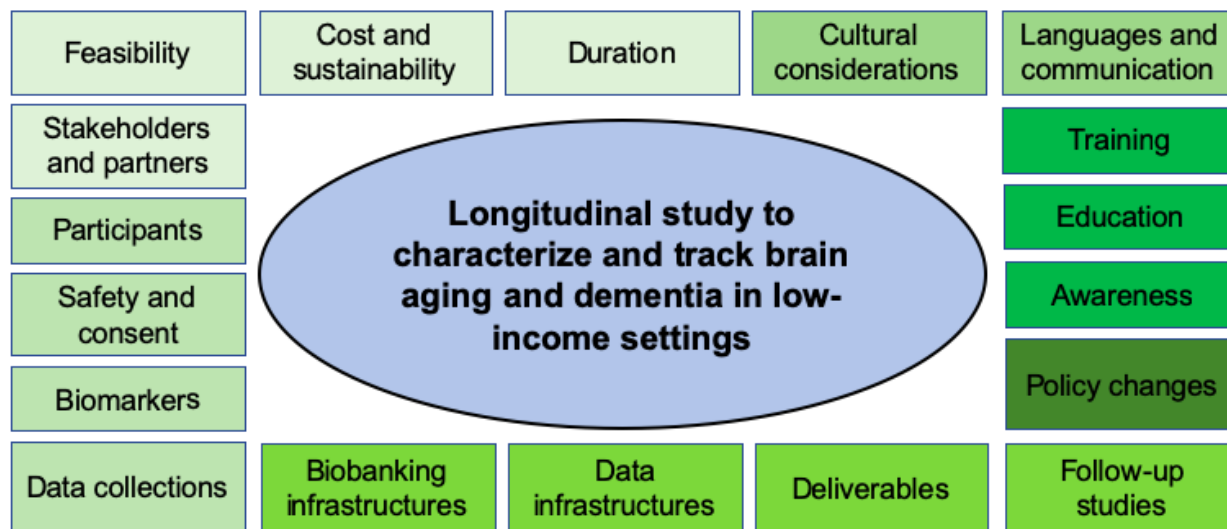 Feasibility
Cost and
sustainability
Duration
Cultural
considerations
Languages and
communication
Stakeholders
and partners
Training
Participants
Education
Safety and
consent
Awareness
Biomarkers
Policy changes
Longitudinal study to
characterize and track brain
aging and dementia in low-
income settings
Data collections
Biobanking
infrastructures
Data
infrastructures
Deliverables
Follow-up
studies